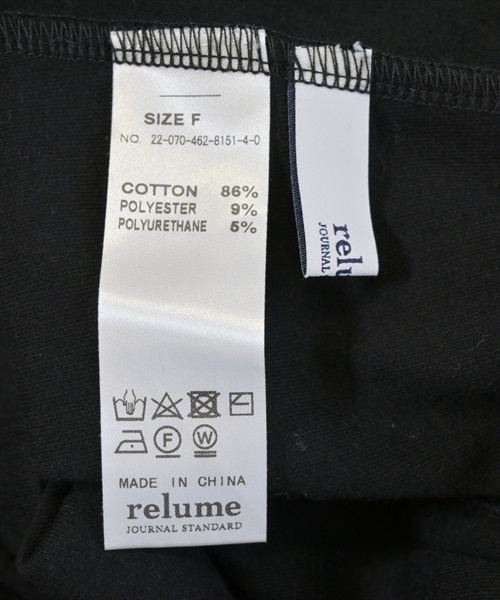 SIZE F
NO. 22-070-462-8151-4-0
COTTON 86%
POLYESTER 9%
POLYURETHANE 5%
F W
MADE IN CHINA
relume
JOURNAL STANDARD
relume
JOURNAL S